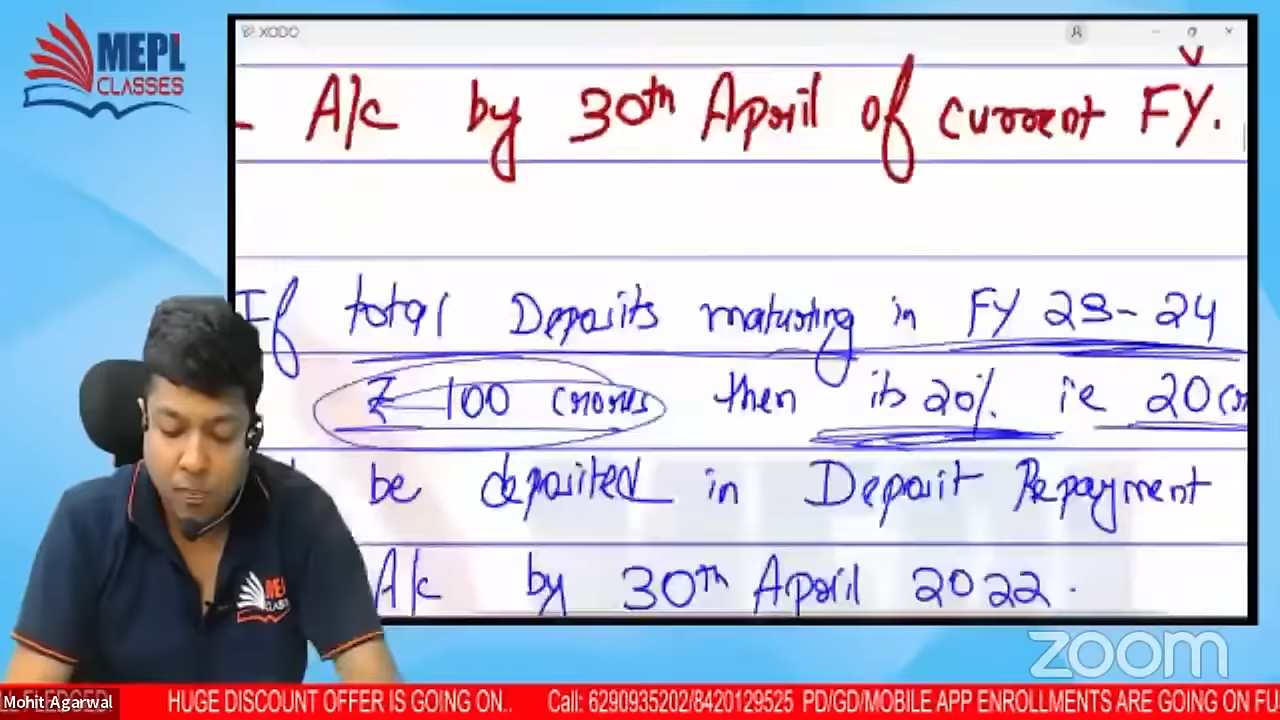 MEPL
CLASSES
XODO
A/c by 30th April of current FY.
If total Deposits maturing in FY 23-24
₹ 100 crores then its 20% ie 20
be deposited in Deposit Repayment
A/c by 30th April 2022.
MEPL
CLASS
zoom
Mohit Agarwal
HUGE DISCOUNT OFFER IS GOING ON.. Call: 6290935202/8420129525 PD/GD/MOBILE APP ENROLLMENTS ARE GOING ON FU